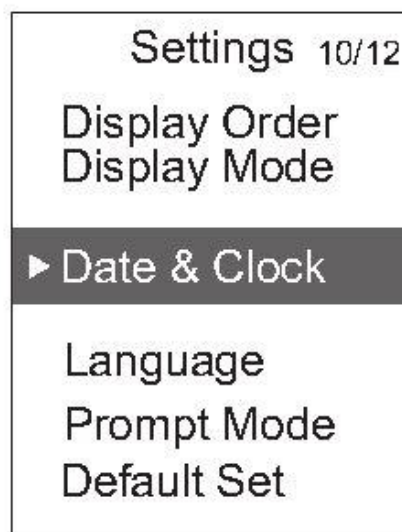 Settings 10/12
Display Order
Display Mode
Date & Clock
Language
Prompt Mode
Default Set